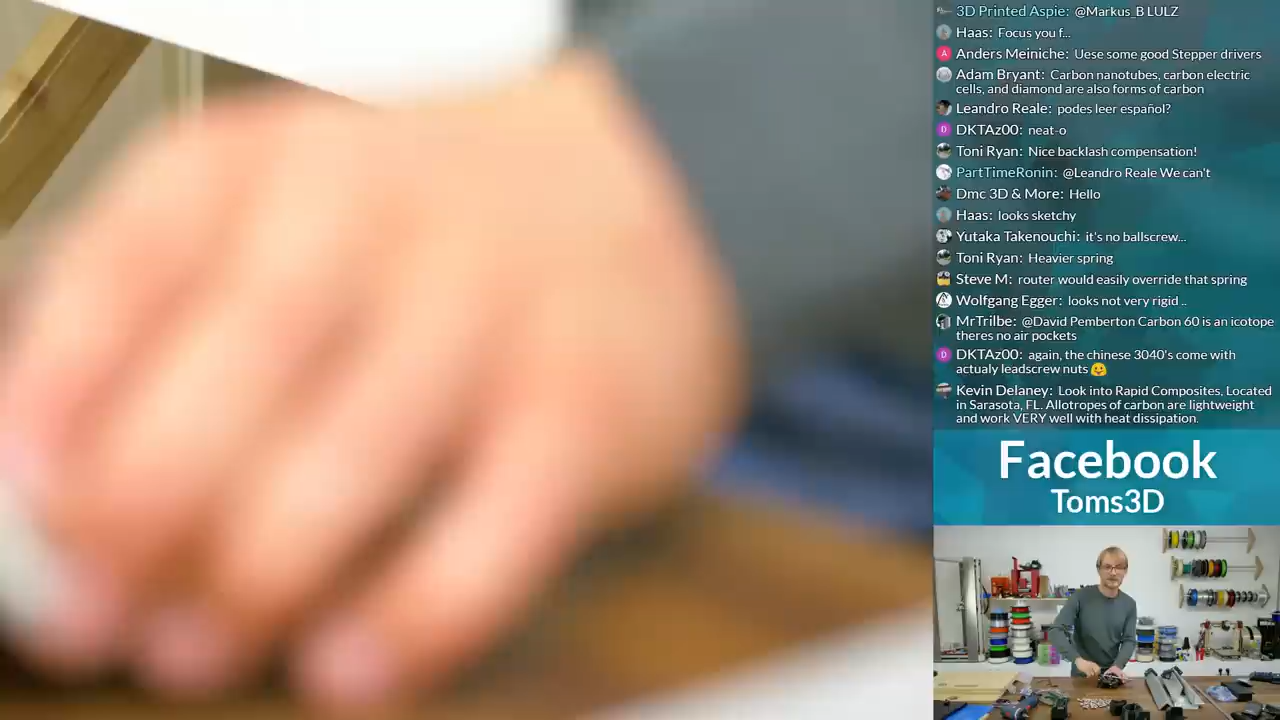 3D Printed Aspie: @Markus_B LULZ
Haas: Focus you f...
Anders Meiniche: Uese some good Stepper drivers
Adam Bryant: Carbon nanotubes, carbon electric
cells, and diamond are also forms of carbon
Leandro Reale: podes leer español?
DKTAz00: neat-o
Toni Ryan: Nice backlash compensation!
PartTimeRonin: @Leandro Reale We can't
Dmc 3D & More: Hello
Haas: looks sketchy
Yutaka Takenouchi: it's no ballscrew...
Toni Ryan: Heavier spring
Steve M: router would easily override that spring
Wolfgang Egger: looks not very rigid ..
MrTrilbe: @David Pemberton Carbon 60 is an icotope
theres no air pockets
DKTAz00: again, the chinese 3040's come with
actualy leadscrew nuts 🤗
Kevin Delaney: Look into Rapid Composites, Located
in Sarasota, FL. Allotropes of carbon are lightweight
and work VERY well with heat dissipation.
Facebook
Toms3D